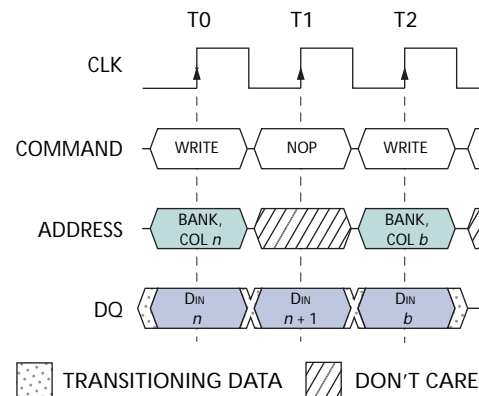 T0 T1 T2
CLK
COMMAND WRITE NOP WRITE
ADDRESS BANK, COL n BANK, COL b
DQ DIN n DIN n + 1 DIN b
TRANSITIONING DATA DON'T CARE